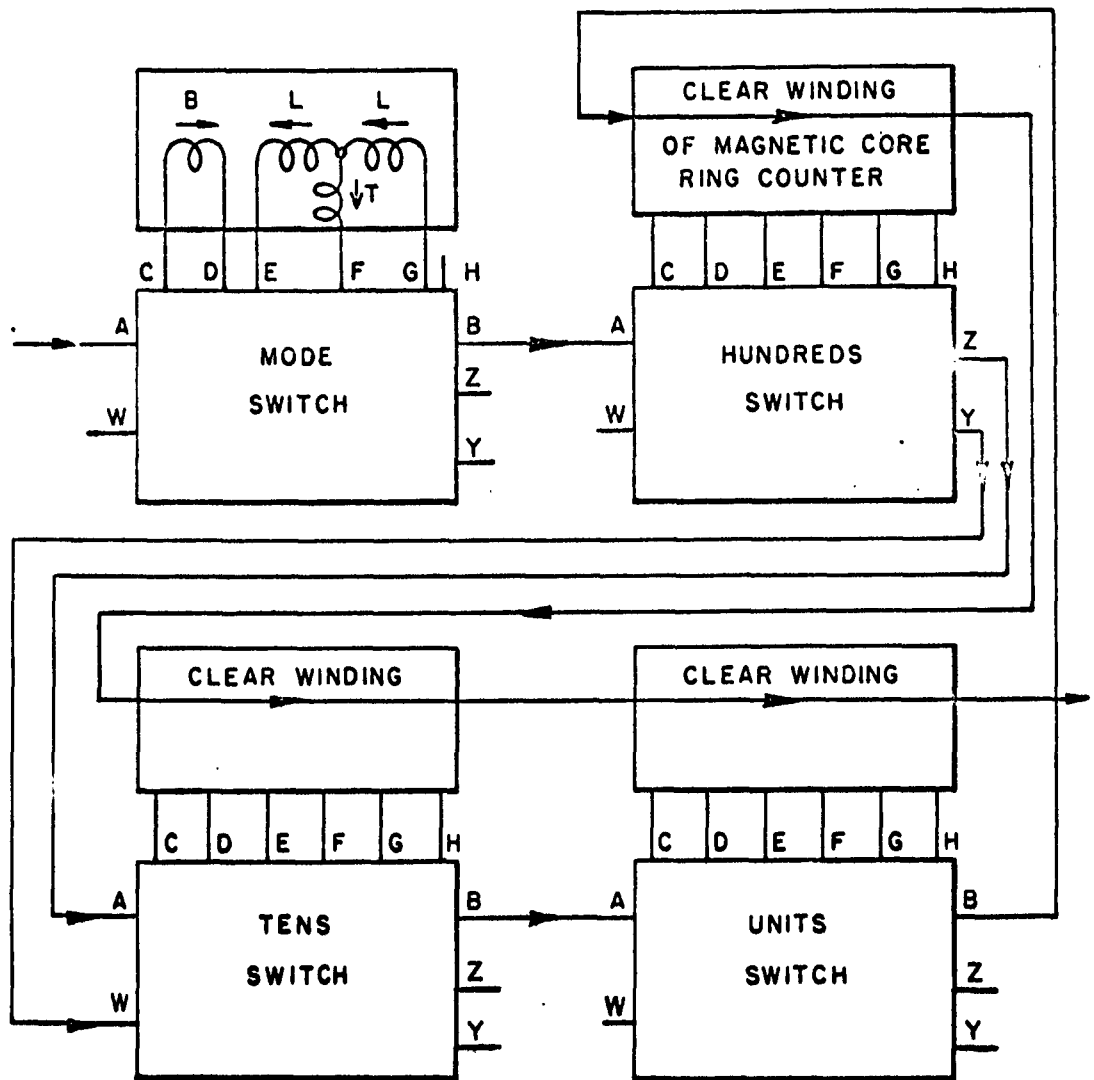 B L L
T
C D E F G H
A B
MODE
SWITCH
Z
W
Y
CLEAR WINDING
OF MAGNETIC CORE
RING COUNTER
C D E F G H
A Z
HUNDREDS
SWITCH
W Y
CLEAR WINDING
C D E F G H
A B
TENS
SWITCH
Z
W
Y
CLEAR WINDING
C D E F G H
A B
UNITS
SWITCH
Z
W
Y